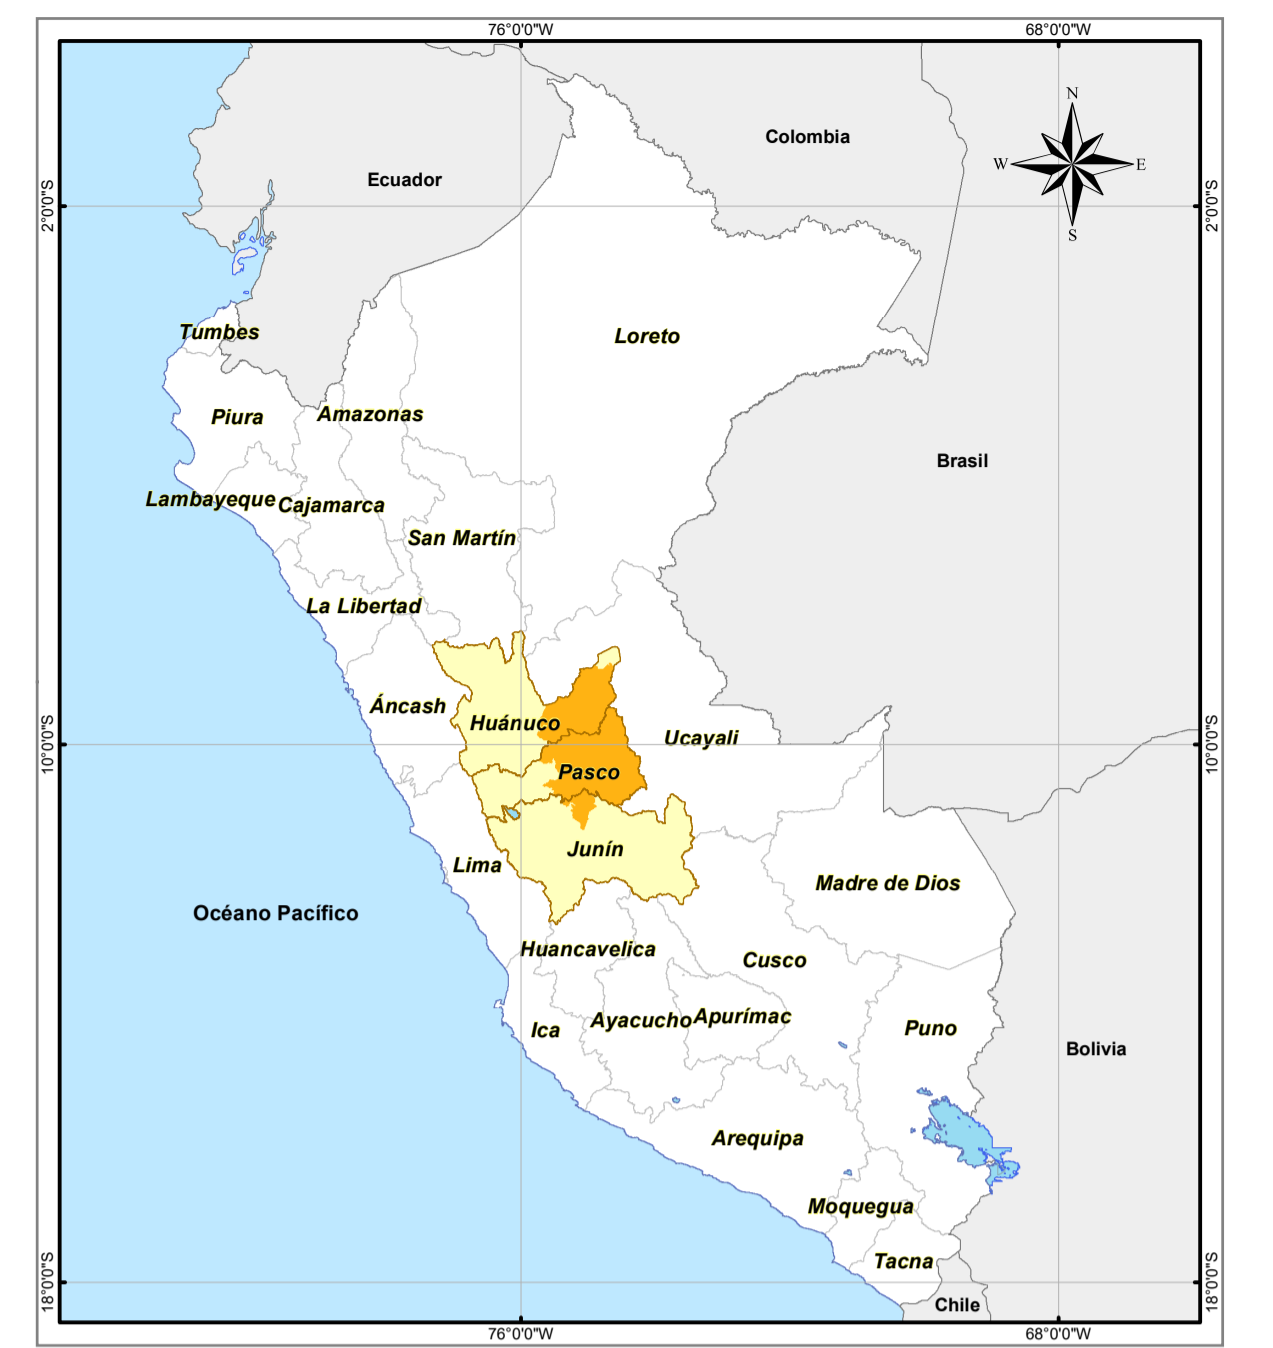 76°0'0"W 68°0'0"W
N
Colombia
W E
Ecuador
2°0'0"S 2°0'0"S
S
Tumbes
Loreto
Piura
Amazonas
Brasil
Lambayeque
Cajamarca
San Martín
La Libertad
Áncash
Huánuco
Ucayali
10°0'0"S 10°0'0"S
Pasco
Junín
Lima
Madre de Dios
Océano Pacífico
Huancavelica
Cusco
Ica
Ayacucho
Apurímac
Puno
Bolivia
Arequipa
Moquegua
Tacna
18°0'0"S 18°0'0"S
Chile
76°0'0"W 68°0'0"W